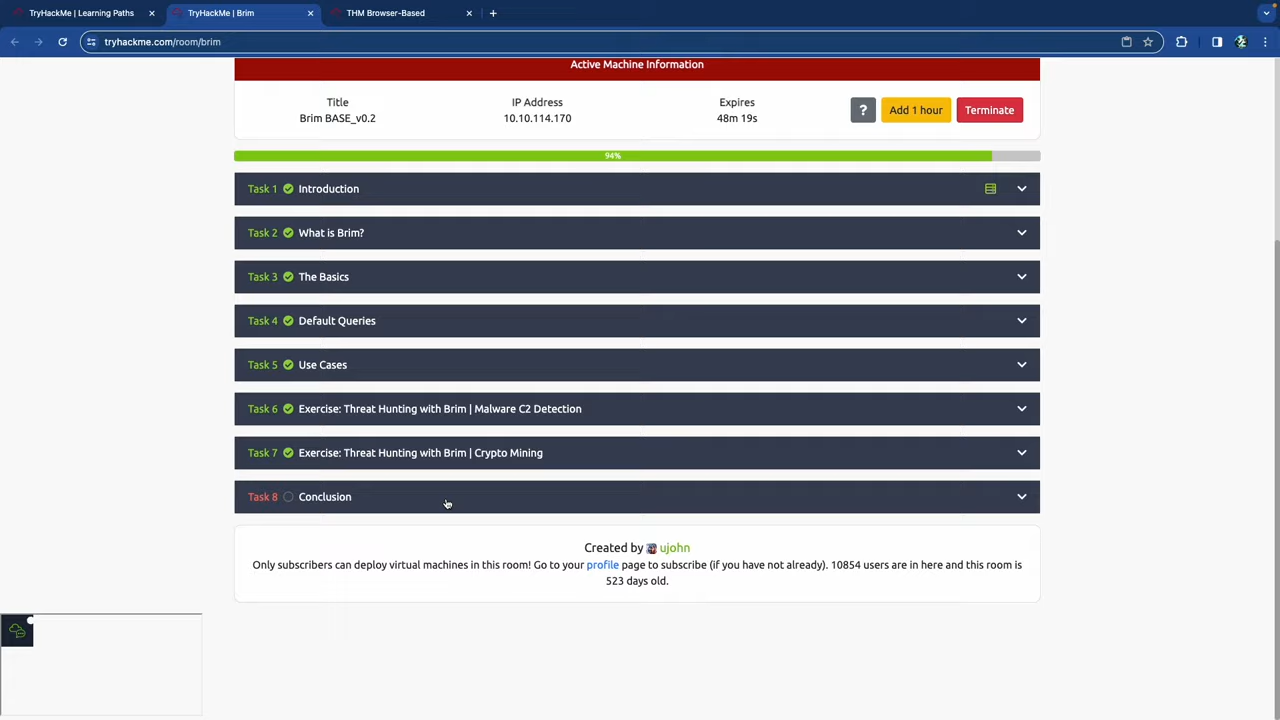 TryHackMe | Learning Paths
TryHackMe | Brim
THM Browser-Based
tryhackme.com/room/brim
Active Machine Information
Title
IP Address
Expires
Brim BASE_v0.2
10.10.114.170
48m 19s
?
Add 1 hour
Terminate
94%
Task 1 Introduction
Task 2 What is Brim?
Task 3 The Basics
Task 4 Default Queries
Task 5 Use Cases
Task 6 Exercise: Threat Hunting with Brim | Malware C2 Detection
Task 7 Exercise: Threat Hunting with Brim | Crypto Mining
Task 8 Conclusion
Created by ujohn
Only subscribers can deploy virtual machines in this room! Go to your profile page to subscribe (if you have not already). 10854 users are in here and this room is
523 days old.